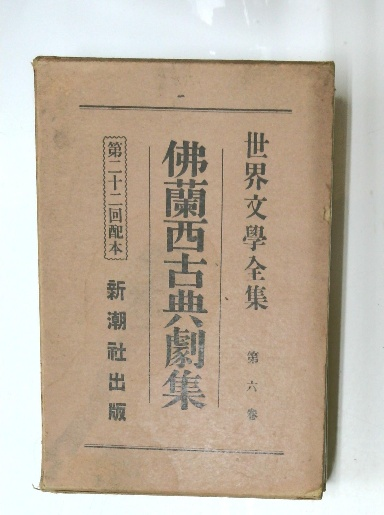 世界文學全集 第六卷
佛蘭西古典劇集
第二十二回配本
新潮社出版